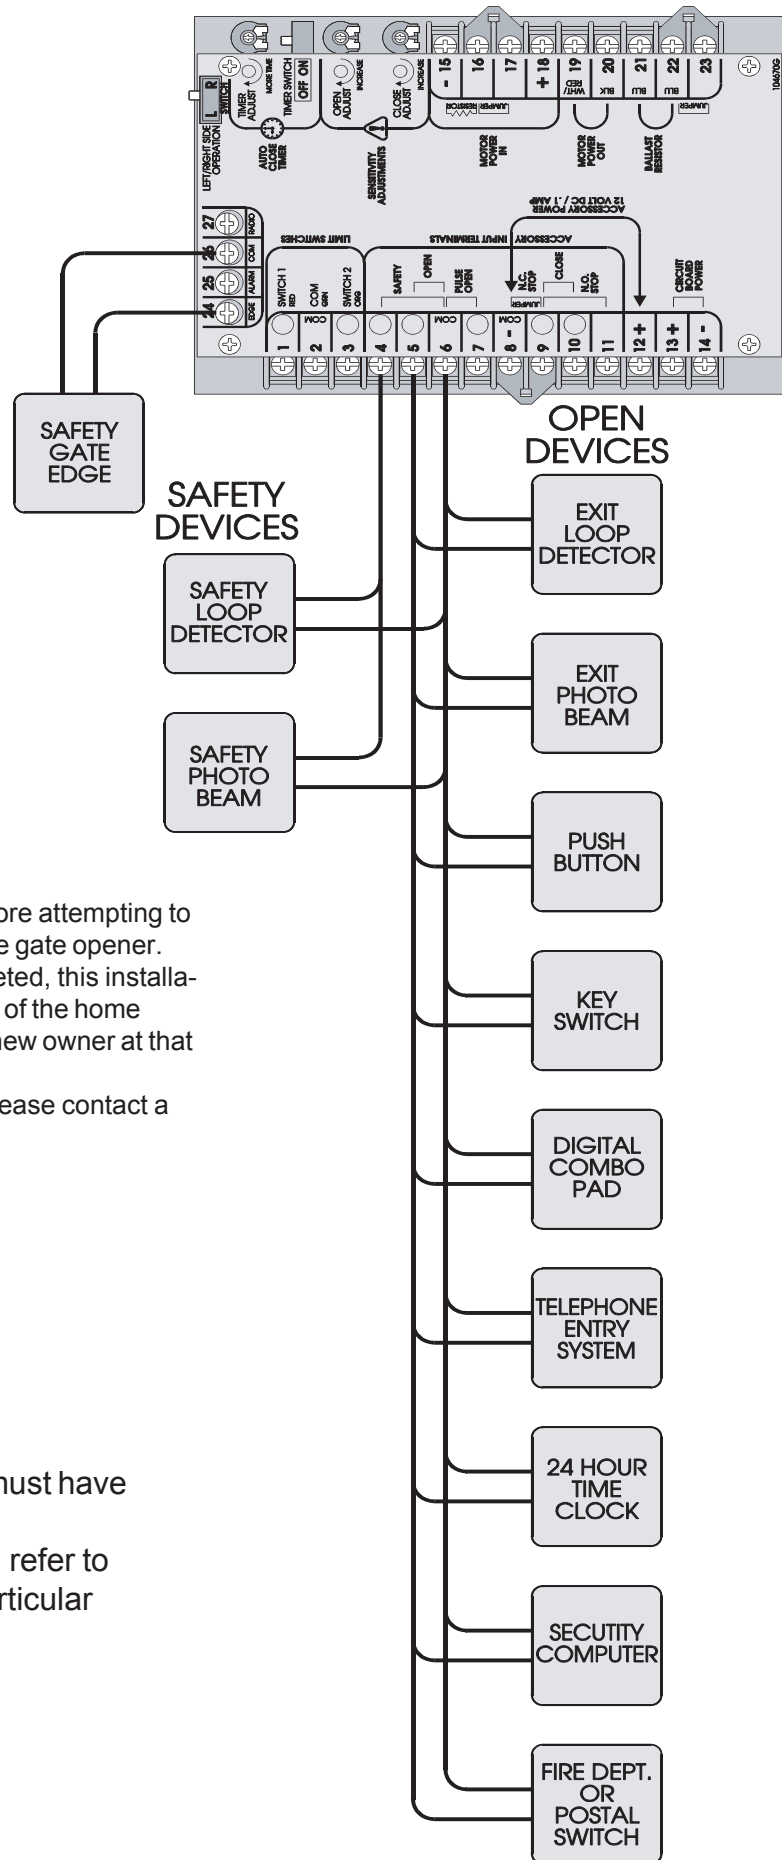 104670G
L R
SWITCH
LEFT/RIGHT SIDE
OPERATION
TIMER
ADJUST
MORE TIME
TIMER SWITCH
OFF ON
AUTO
CLOSE
TIMER
OPEN
ADJUST
INCREASE
CLOSE
ADJUST
INCREASE
SENSITIVITY
ADJUSTMENTS
- 15
16
17
+ 18
19
20
21
22
23
RESISTOR
JUMPER
WHT/
RED
BLK
BLU
BLU
JUMPER
MOTOR
POWER
IN
MOTOR
POWER
OUT
BALLAST
RESISTOR
ACCESSORY POWER
12 VOLT DC / .1 AMP
27 RADIO
26 COM
25 ALARM
24 EDGE
LIMIT SWITCHES
ACCESSORY INPUT TERMINALS
SWITCH 1
RED
COM
GRN
SWITCH 2
ORG
SAFETY
OPEN
PULSE
OPEN
N.C.
STOP
JUMPER
CLOSE
N.O.
STOP
CIRCUIT
BOARD
POWER
1
2 COM
3
4
5
6 COM
7
8 - COM
9
10
11
12 +
13 +
14 -
SAFETY
GATE
EDGE
SAFETY
DEVICES
SAFETY
LOOP
DETECTOR
SAFETY
PHOTO
BEAM
OPEN
DEVICES
EXIT
LOOP
DETECTOR
EXIT
PHOTO
BEAM
PUSH
BUTTON
KEY
SWITCH
DIGITAL
COMBO
PAD
TELEPHONE
ENTRY
SYSTEM
24 HOUR
TIME
CLOCK
SECUTITY
COMPUTER
FIRE DEPT.
OR
POSTAL
SWITCH
ore attempting to
e gate opener.
eted, this installa-
of the home
new owner at that
ease contact a
must have
refer to
rticular